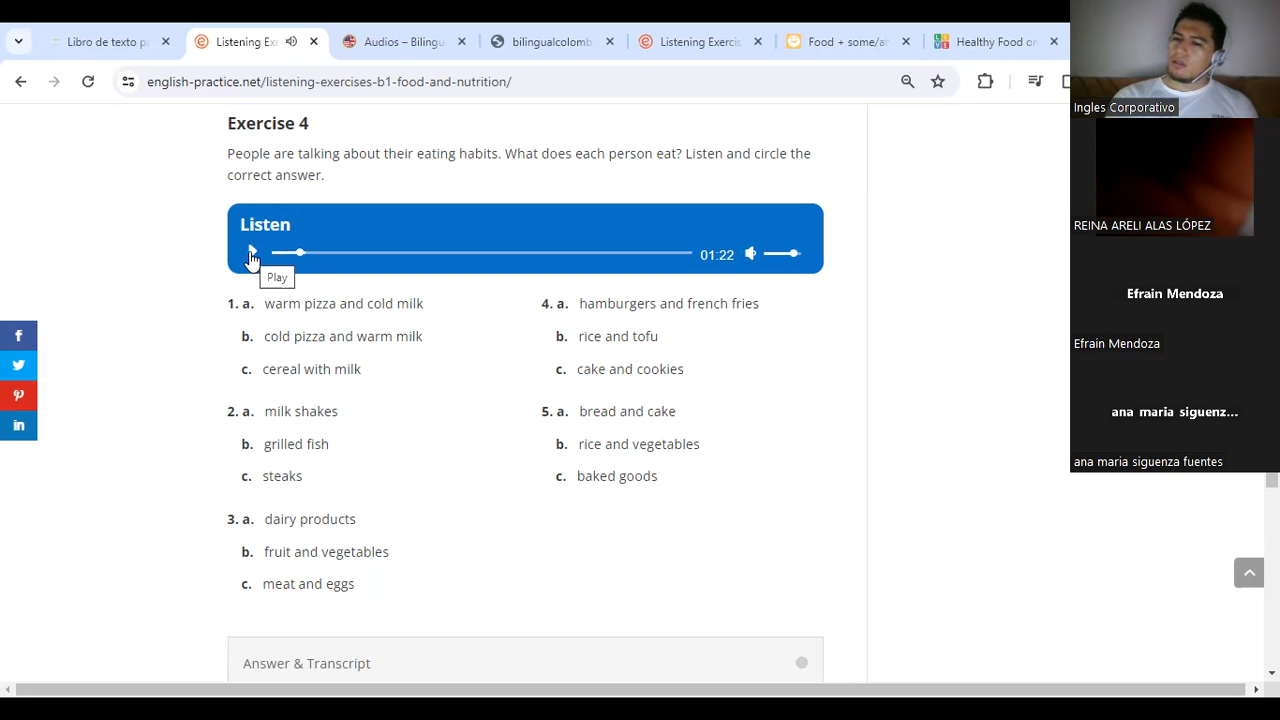 Libro de texto pa
Listening Exe
Audios – Bilingu
bilingualcolomb
Listening Exercis
Food + some/an
Healthy Food on
english-practice.net/listening-exercises-b1-food-and-nutrition/
Exercise 4
People are talking about their eating habits. What does each person eat? Listen and circle the
correct answer.
Listen
01:22
Play
1. a. warm pizza and cold milk
b. cold pizza and warm milk
c. cereal with milk
2. a. milk shakes
b. grilled fish
c. steaks
3. a. dairy products
b. fruit and vegetables
c. meat and eggs
4. a. hamburgers and french fries
b. rice and tofu
c. cake and cookies
5. a. bread and cake
b. rice and vegetables
c. baked goods
Answer & Transcript
Ingles Corporativo
REINA ARELI ALAS LÓPEZ
Efrain Mendoza
Efrain Mendoza
ana maria siguenz...
ana maria siguenza fuentes